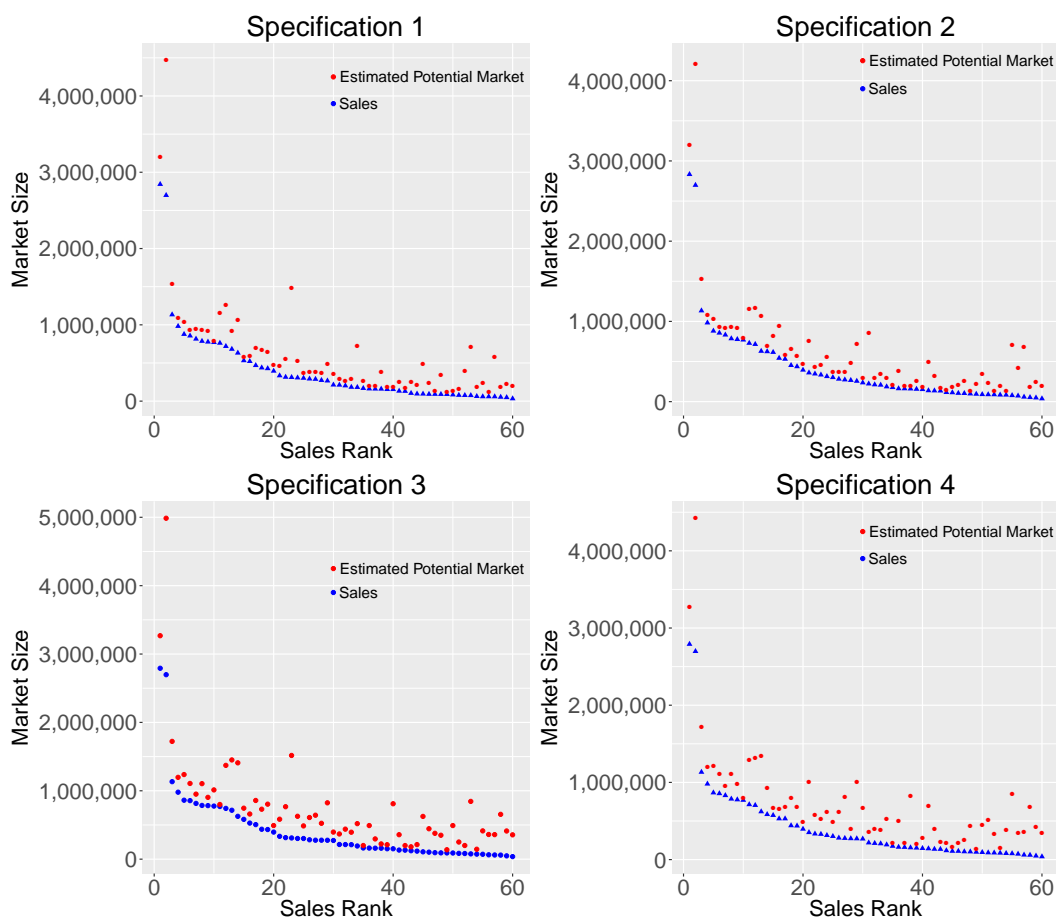 Specification 1
Market Size
4,000,000
3,000,000
2,000,000
1,000,000
0
Estimated Potential Market
Sales
0
20
40
60
Sales Rank
Specification 2
Market Size
4,000,000
3,000,000
2,000,000
1,000,000
0
Estimated Potential Market
Sales
0
20
40
60
Sales Rank
Specification 3
Market Size
5,000,000
4,000,000
3,000,000
2,000,000
1,000,000
0
Estimated Potential Market
Sales
0
20
40
60
Sales Rank
Specification 4
Market Size
4,000,000
3,000,000
2,000,000
1,000,000
0
Estimated Potential Market
Sales
0
20
40
60
Sales Rank